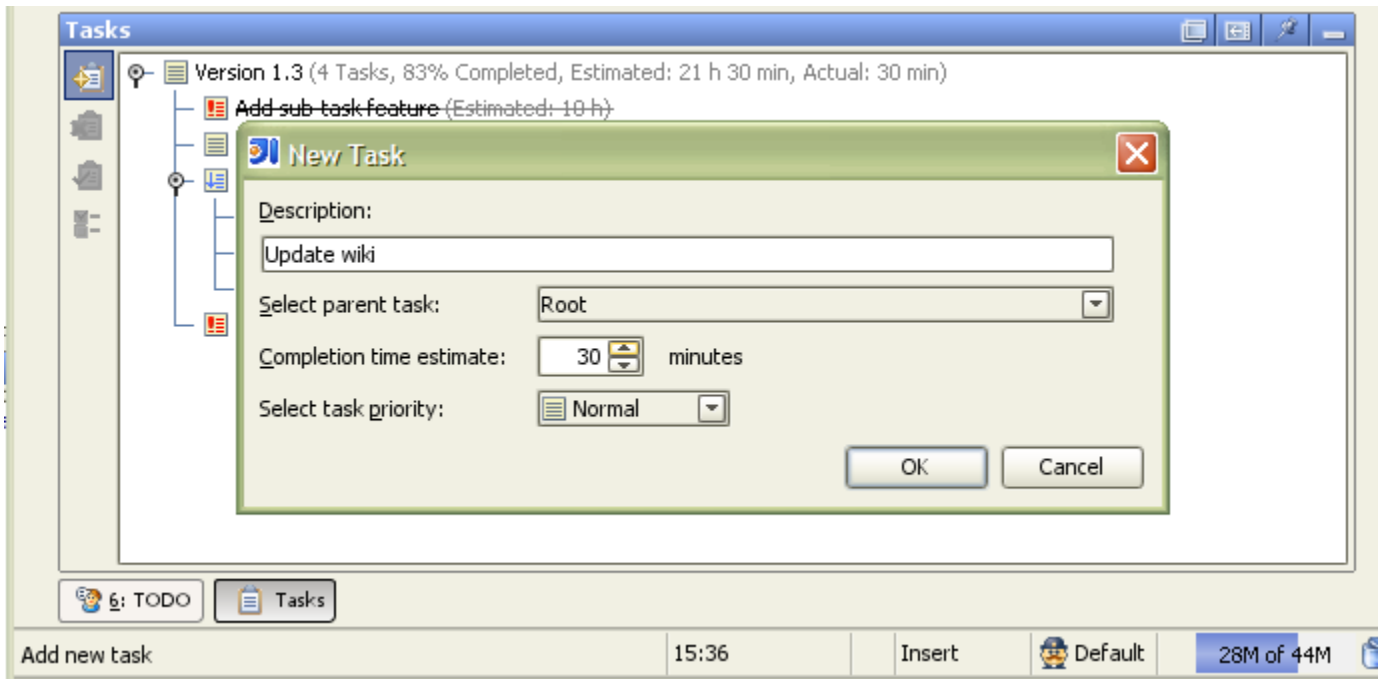 Tasks
Version 1.3 (4 Tasks, 83% Completed, Estimated: 21 h 30 min, Actual: 30 min)
Add sub-task feature (Estimated: 10 h)
New Task
Description:
Update wiki
Select parent task: Root
Completion time estimate: 30 minutes
Select task priority: Normal
OK Cancel
6: TODO Tasks
Add new task 15:36 Insert Default 28M of 44M